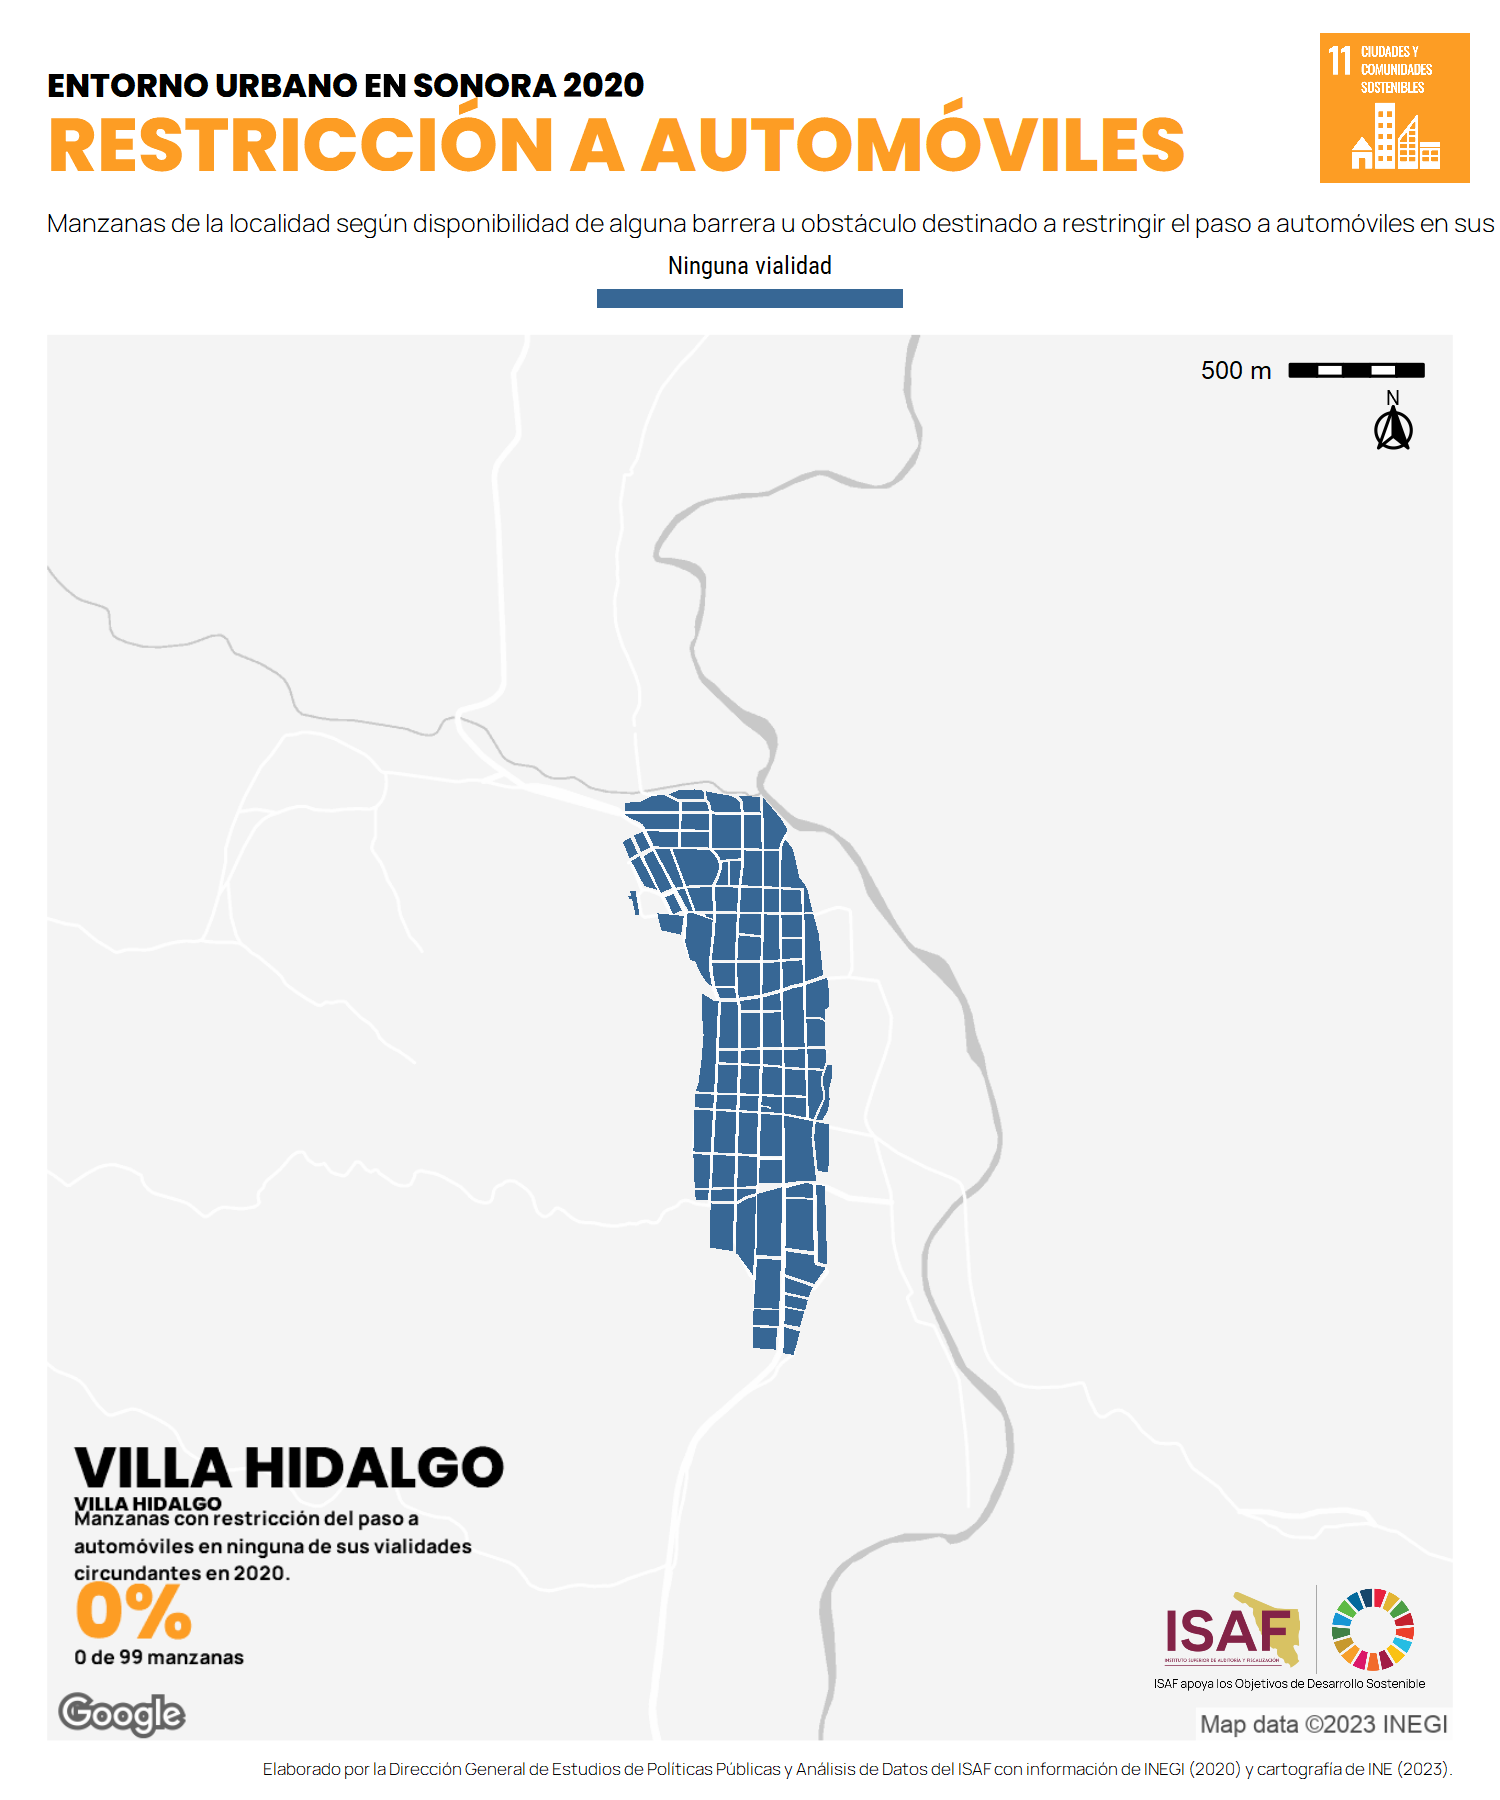 ENTORNO URBANO EN SONORA 2020
RESTRICCIÓN A AUTOMÓVILES
11 CIUDADES Y
COMUNIDADES
SOSTENIBLES
Manzanas de la localidad según disponibilidad de alguna barrera u obstáculo destinado a restringir el paso a automóviles en sus
Ninguna vialidad
500 m
N
VILLA HIDALGO
VILLA HIDALGO
Manzanas con restricción del paso a
automóviles en ninguna de sus vialidades
circundantes en 2020.
0%
0 de 99 manzanas
ISAF
INSTITUTO SUPERIOR DE AUDITORÍA Y FISCALIZACIÓN
ISAF apoya los Objetivos de Desarrollo Sostenible
Google
Map data ©2023 INEGI
Elaborado por la Dirección General de Estudios de Políticas Públicas y Análisis de Datos del ISAF con información de INEGI (2020) y cartografía de INE (2023).